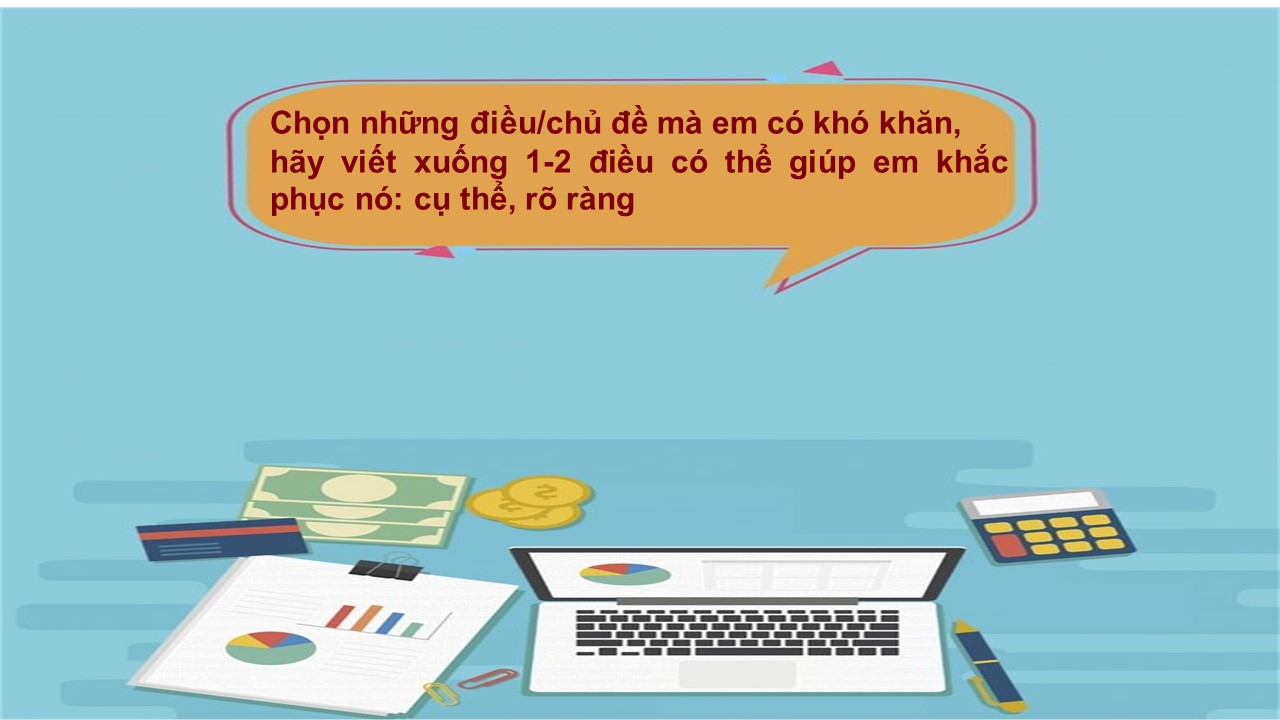 Chọn những điều/chủ đề mà em có khó khăn,
hãy viết xuống 1-2 điều có thể giúp em khắc
phục nó: cụ thể, rõ ràng